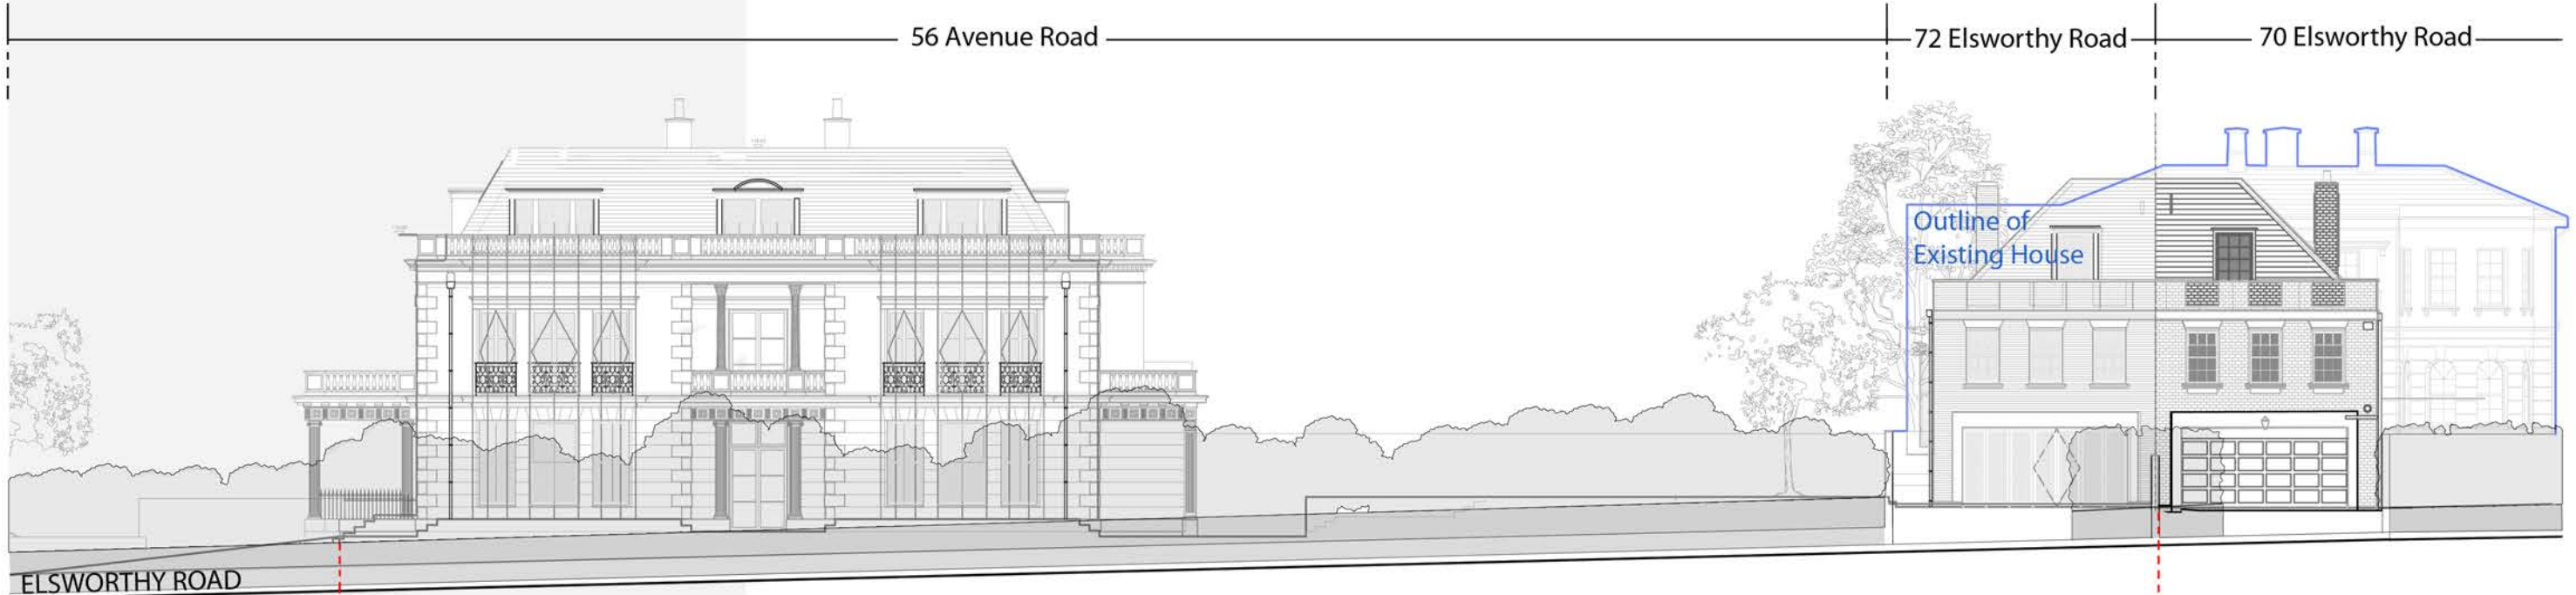 56 Avenue Road
72 Elsworthy Road
70 Elsworthy Road
Outline of
Existing House
ELSWORTHY ROAD